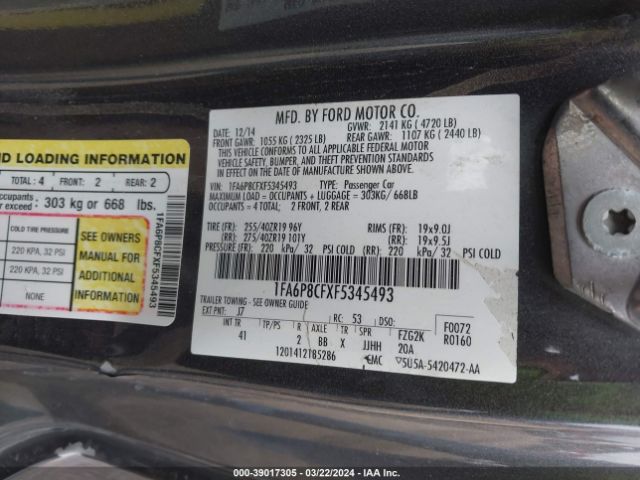 MFD. BY FORD MOTOR CO.
12/14
GVWR: 2141 KG ( 4720 LB)
FRONT GAWR: 1055 KG ( 2325 LB)
REAR GAWR: 1107 KG ( 2440 LB)
THIS VEHICLE CONFORMS TO ALL APPLICABLE FEDERAL MOTOR
VEHICLE SAFETY, BUMPER, AND THEFT PREVENTION STANDARDS
IN EFFECT ON THE DATE OF MANUFACTURE SHOWN ABOVE.
VIN: 1FA6P8CFXF5345493 TYPE: Passenger Car
MAXIMUM LOAD = OCCUPANTS + LUGGAGE = 303KG/ 668LB
OCCUPANTS = 4 TOTAL: 2 FRONT, 2 REAR
TIRE (FR): 255/40ZR19 96Y RIMS (FR): 19x9.0J
(RR): 275/40ZR19 101Y (RR): 19x9.5J
PRESSURE (FR): 220 kPa/ 32 PSI COLD (RR): 220 kPa/ 32 PSI COLD
1FA6P8CFXF5345493
TRAILER TOWING - SEE OWNER GUIDE
EXT PNT: J7 RC: 53 DSO: F0072
INT TR TP/PS R AXLE TR SPR FZG2K R0160
41 2 BB X JJHH 20A
1201412185286
ND LOADING INFORMATION
TOTAL: 4 FRONT: 2 REAR: 2
303 kg or 668 lbs.
COLD TIRE PRESSURE
220 KPA, 32 PSI
220 KPA, 32 PSI
NONE
SEE OWNERS
MANUAL FOR
ADDITIONAL
INFORMATION
1FA6P8CFXF5345493
000-39017305 - 03/22/2024 - IAA Inc.